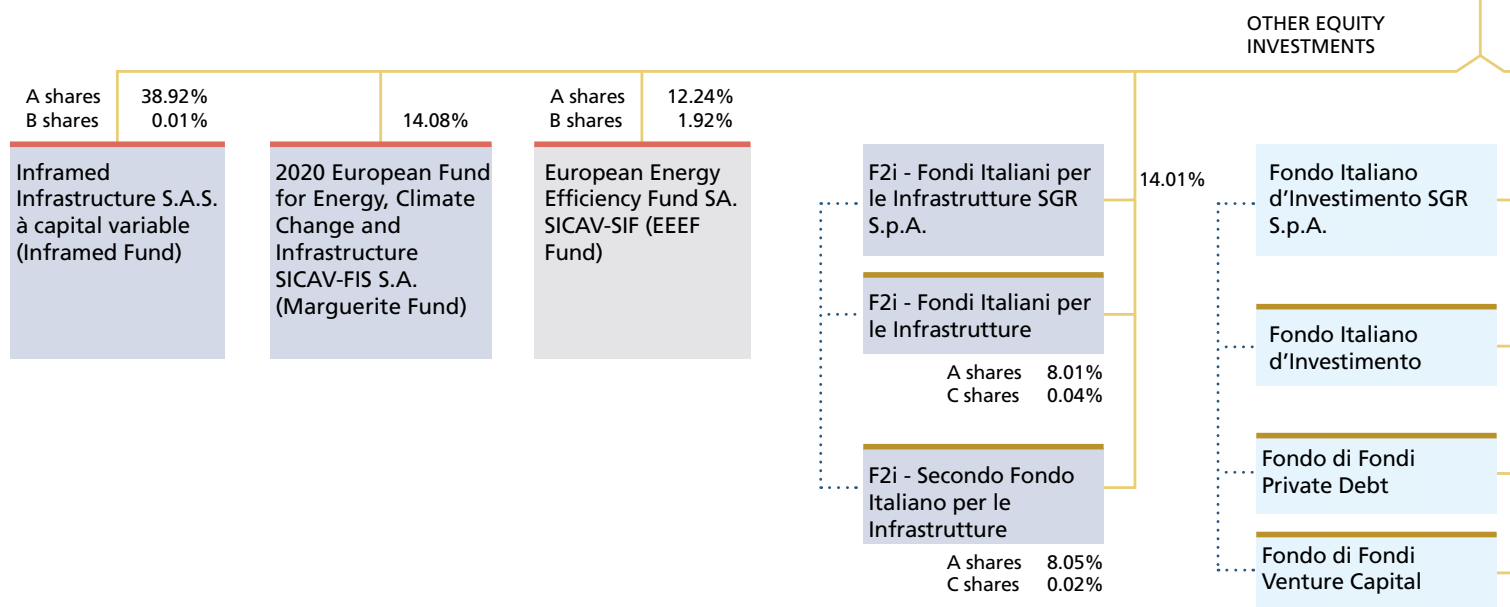 OTHER EQUITY
INVESTMENTS
A shares 38.92%
B shares 0.01%
14.08%
A shares 12.24%
B shares 1.92%
Inframed
Infrastructure S.A.S.
à capital variable
(Inframed Fund)
2020 European Fund
for Energy, Climate
Change and
Infrastructure
SICAV-FIS S.A.
(Marguerite Fund)
European Energy
Efficiency Fund SA.
SICAV-SIF (EEEF
Fund)
F2i - Fondi Italiani per
le Infrastrutture SGR
S.p.A.
14.01%
F2i - Fondi Italiani per
le Infrastrutture
A shares 8.01%
C shares 0.04%
F2i - Secondo Fondo
Italiano per le
Infrastrutture
A shares 8.05%
C shares 0.02%
Fondo Italiano
d’Investimento SGR
S.p.A.
Fondo Italiano
d’Investimento
Fondo di Fondi
Private Debt
Fondo di Fondi
Venture Capital